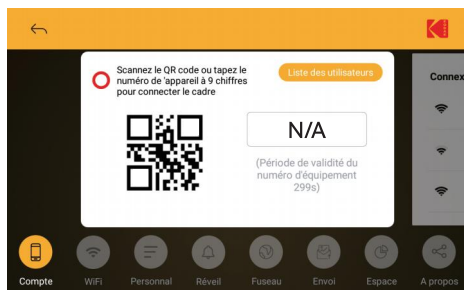 Scannez le QR code ou tapez le
numéro de 'appareil à 9 chiffres
pour connecter le cadre
Liste des utilisateurs
Connex
N/A
(Période de validité du
numéro d'équipement
299s)
Compte
WiFi
Personnal
Réveil
Fuseau
Envoi
Espace
A propos